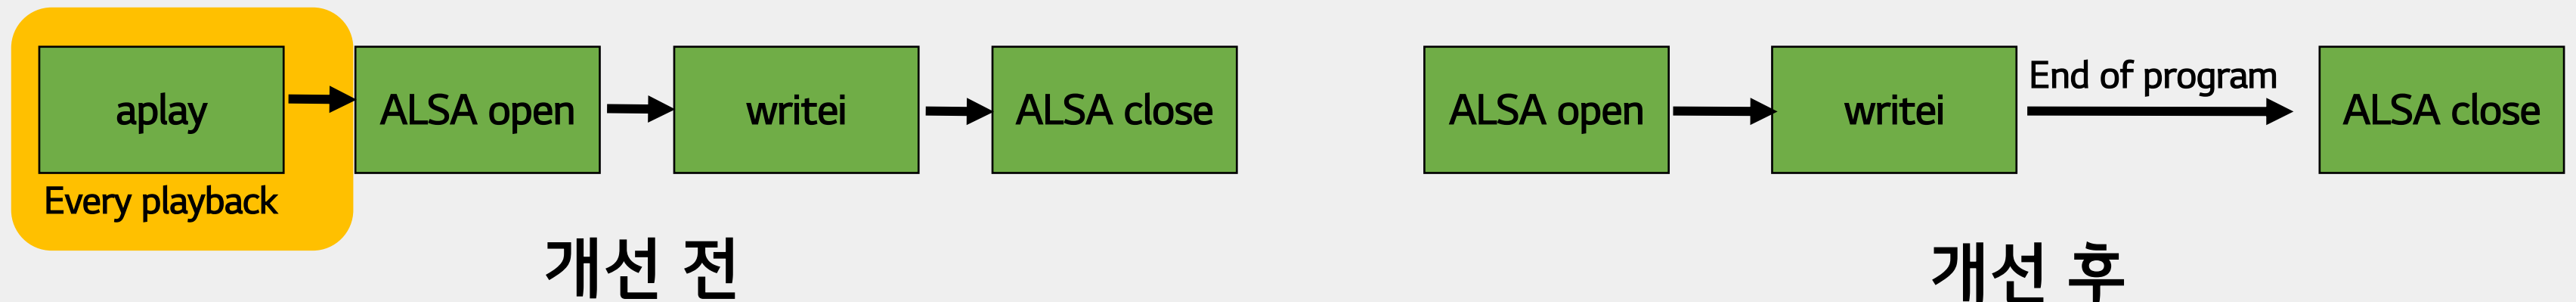 aplay
Every playback
ALSA open
writei
ALSA close
개선 전
ALSA open
writei
End of program
ALSA close
개선 후